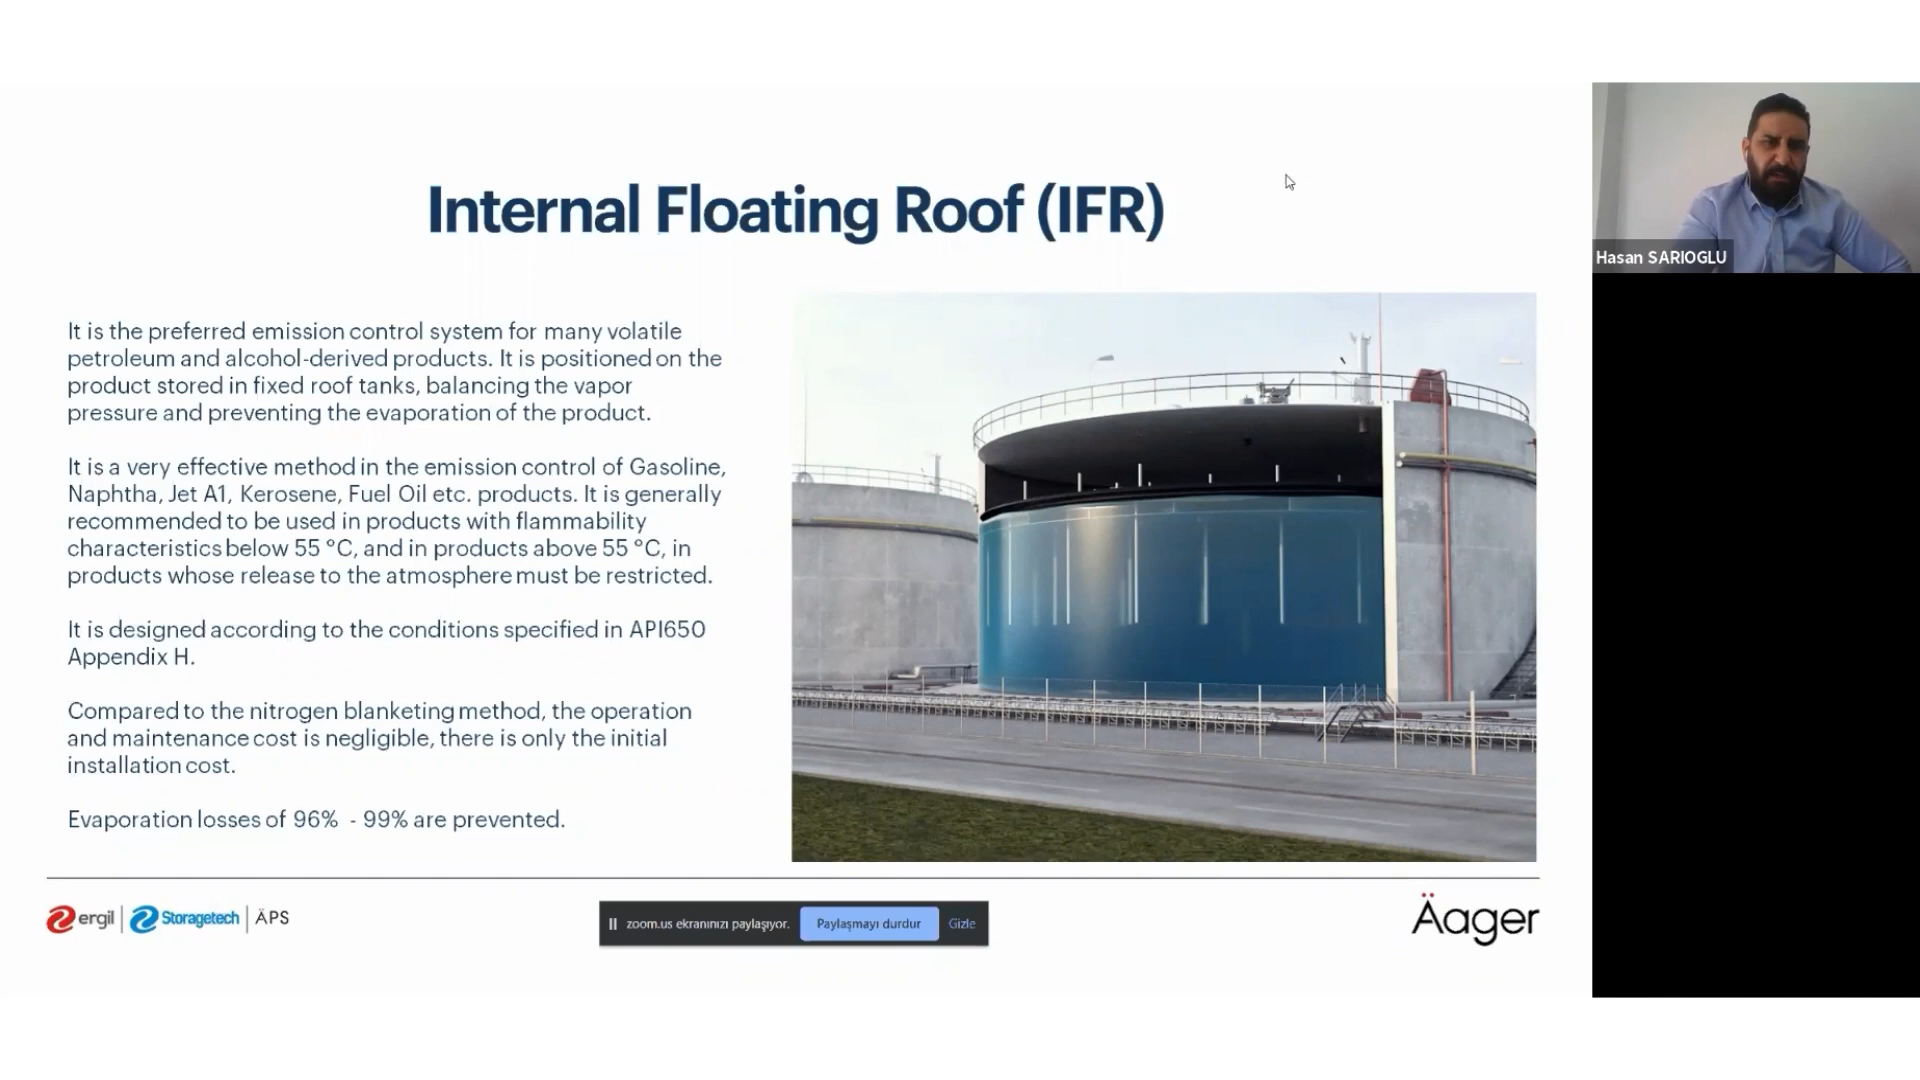 Internal Floating Roof (IFR)
It is the preferred emission control system for many volatile
petroleum and alcohol-derived products. It is positioned on the
product stored in fixed roof tanks, balancing the vapor
pressure and preventing the evaporation of the product.
It is a very effective method in the emission control of Gasoline,
Naphtha, Jet A1, Kerosene, Fuel Oil etc. products. It is generally
recommended to be used in products with flammability
characteristics below 55 °C, and in products above 55 °C, in
products whose release to the atmosphere must be restricted.
It is designed according to the conditions specified in API650
Appendix H.
Compared to the nitrogen blanketing method, the operation
and maintenance cost is negligible, there is only the initial
installation cost.
Evaporation losses of 96%  - 99% are prevented.
Hasan SARIOGLU
ergil
Storagetech
ÄPS
zoom.us ekranınızı paylaşıyor.
Paylaşmayı durdur
Gizle
Äager